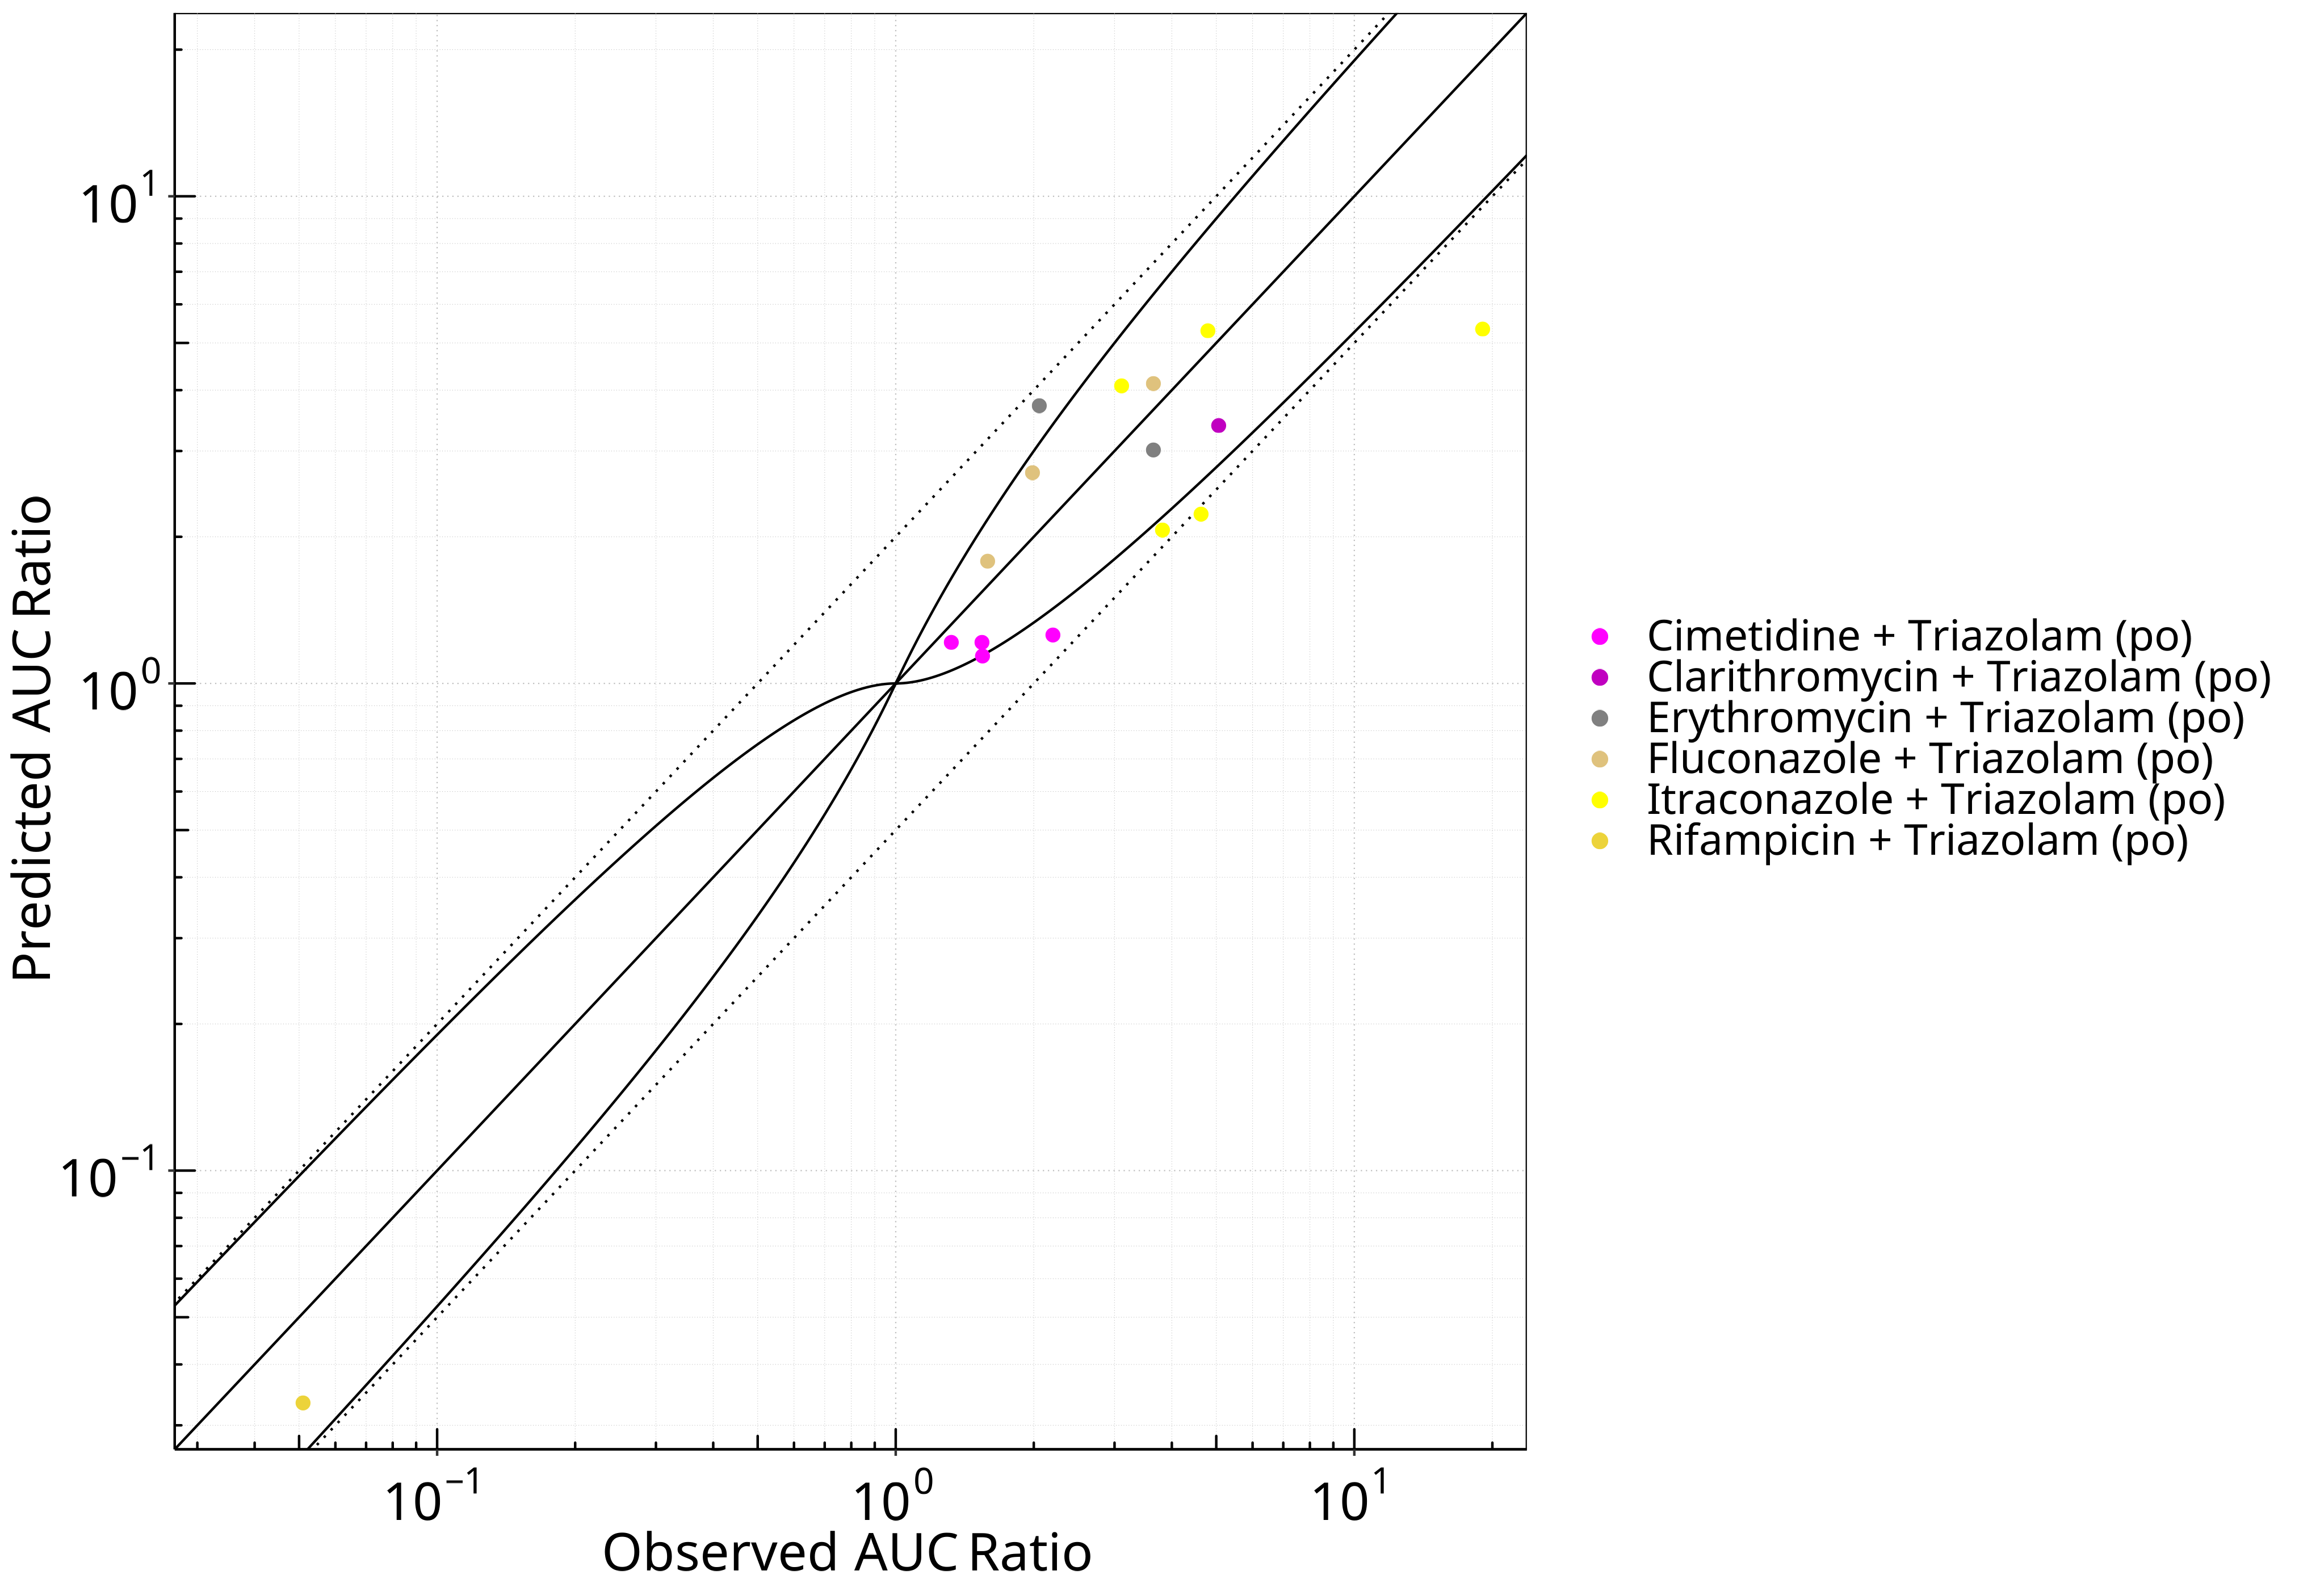 Predicted AUC Ratio
10^1
10^0
10^−1
10^−1
10^0
10^1
Observed AUC Ratio
Cimetidine + Triazolam (po)
Clarithromycin + Triazolam (po)
Erythromycin + Triazolam (po)
Fluconazole + Triazolam (po)
Itraconazole + Triazolam (po)
Rifampicin + Triazolam (po)